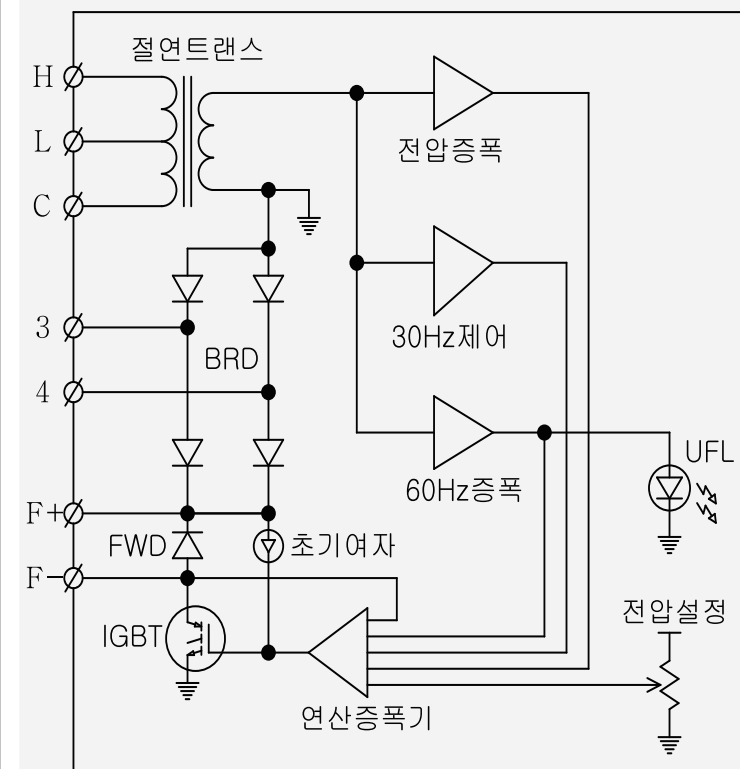 절연트랜스
H
L
전압증폭
C
3
30Hz제어
BRD
4
UFL
60Hz증폭
F+
FWD
초기여자
F-
전압설정
IGBT
연산증폭기